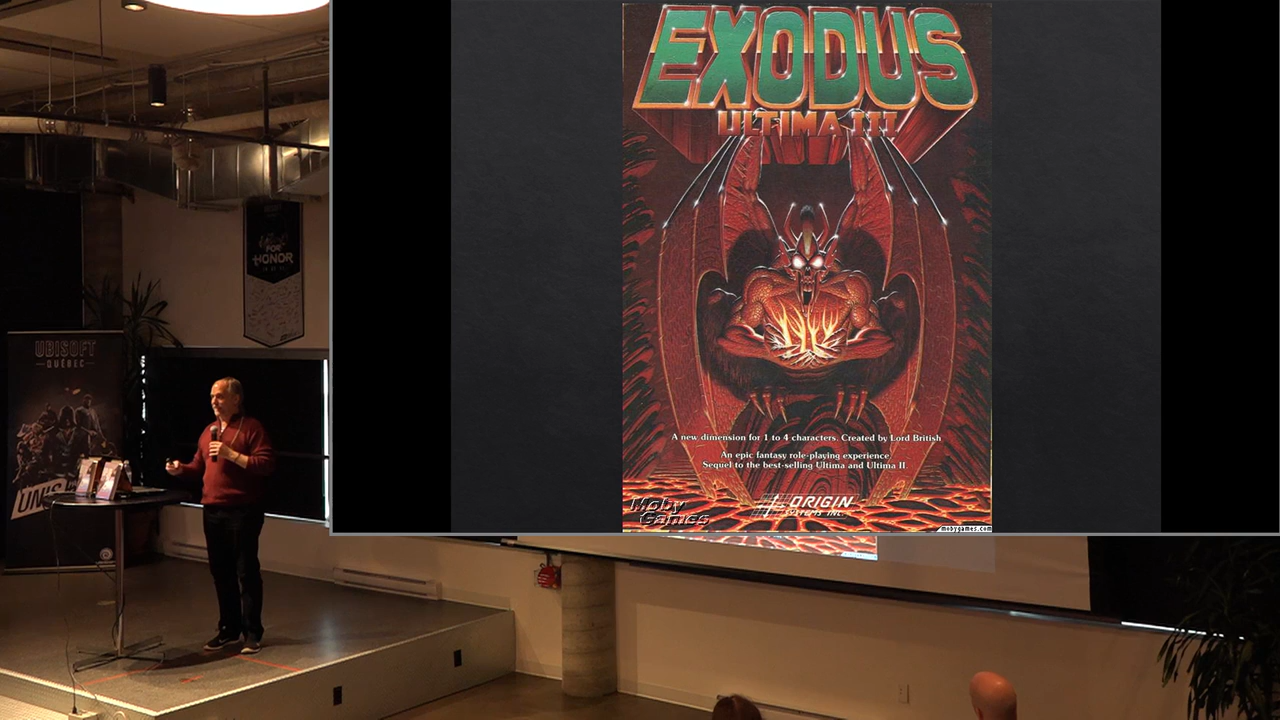 EXODUS
ULTIMA III
A new dimension for 1 to 4 characters. Created by Lord British
An epic fantasy role-playing experience
Sequel to the best-selling Ultima and Ultima II.
Moby
Games
ORIGIN
SYSTEMS INC.
mobygames.com
FOR
HONOR
UBISOFT
QUÉBEC